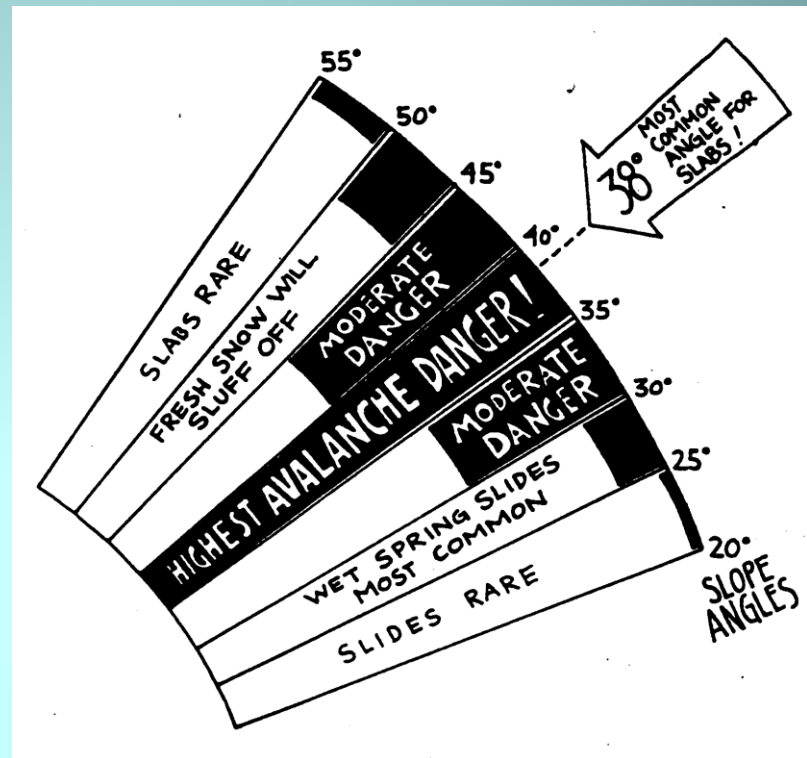 55°
50°
45°
40°
35°
30°
25°
20°
SLOPE
ANGLES
38°
MOST
COMMON
ANGLE FOR
SLABS!
SLABS RARE
FRESH SNOW WILL
SLUFF OFF
MODERATE
DANGER
HIGHEST AVALANCHE DANGER!
MODERATE
DANGER
WET SPRING SLIDES
MOST COMMON
SLIDES RARE